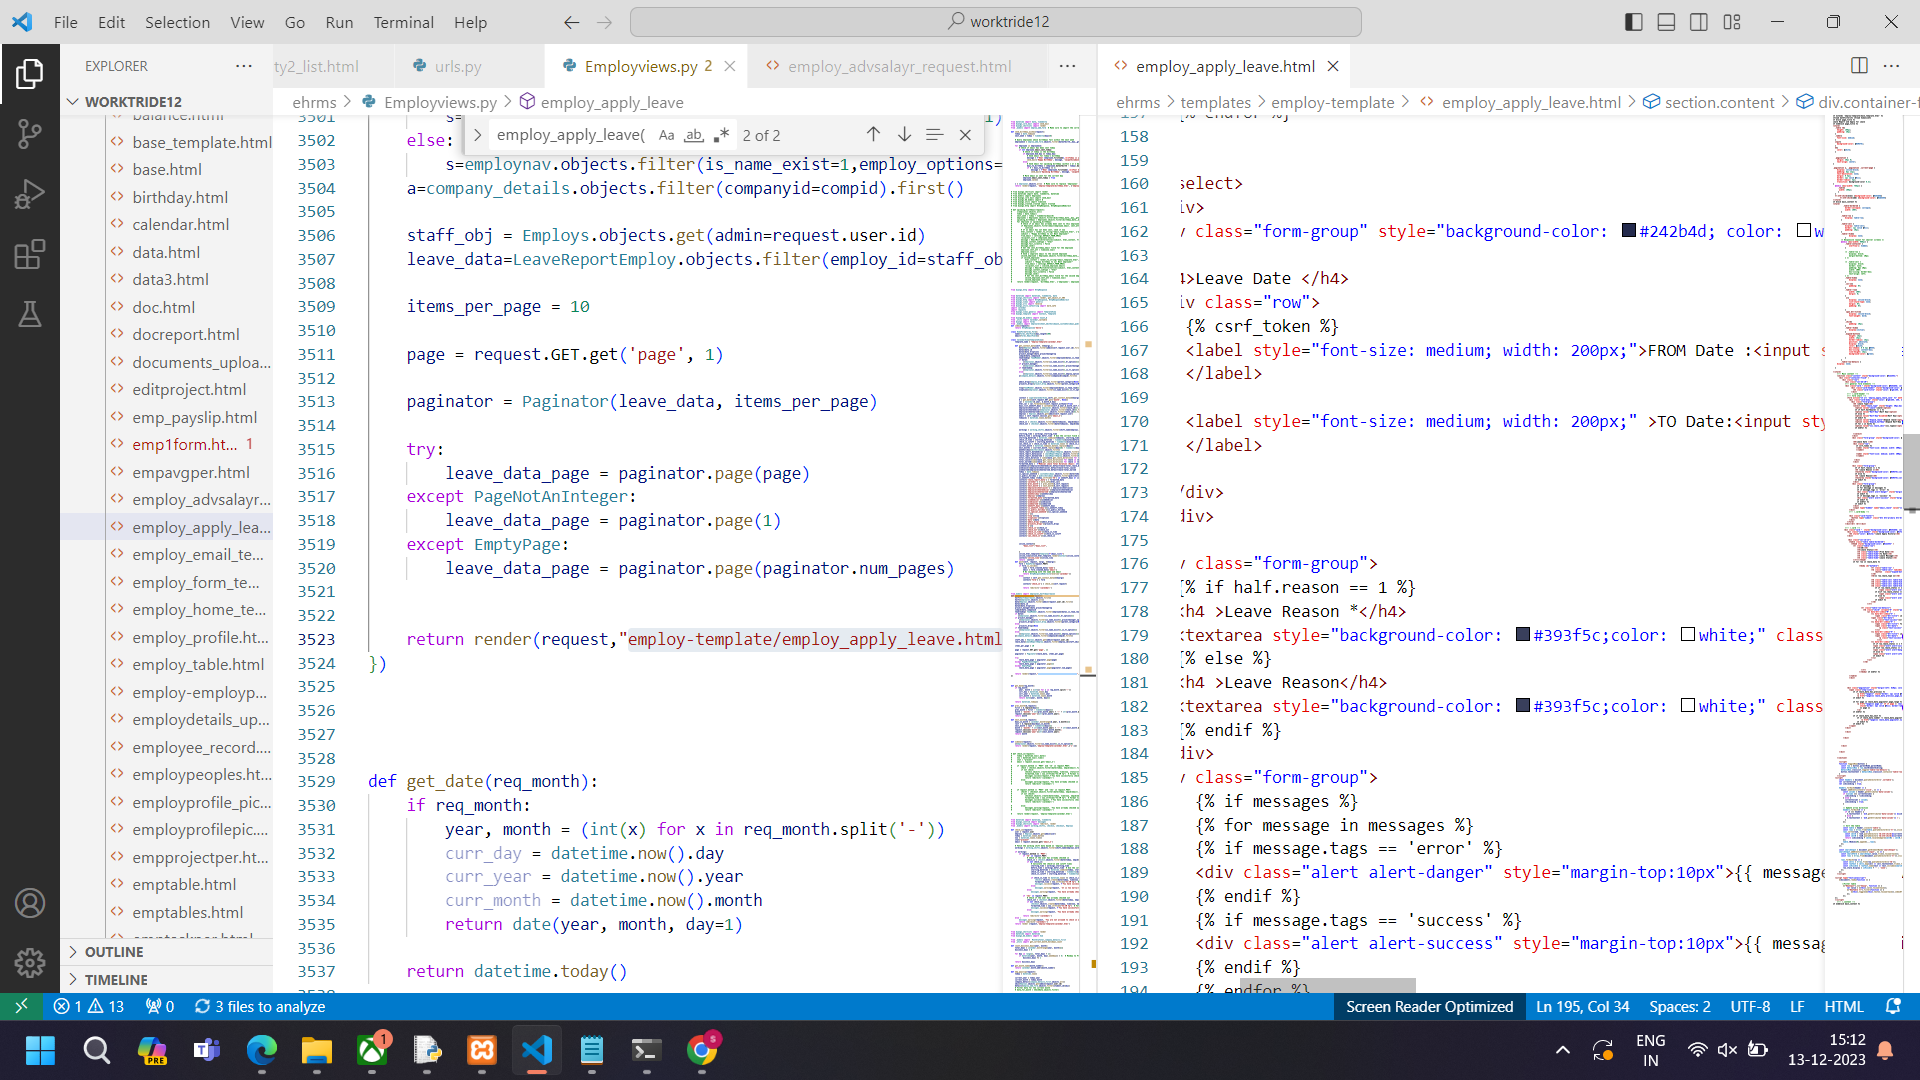 File Edit Selection View Go Run Terminal Help
worktride12
EXPLORER
WORKTRIDE12
balance.html
base_template.html
base.html
birthday.html
calendar.html
data.html
data3.html
doc.html
docreport.html
documents_uploa...
editproject.html
emp_payslip.html
emp1form.ht... 1
empavgper.html
employ_advsalayr...
employ_apply_lea...
employ_email_te...
employ_form_te...
employ_home_te...
employ_profile.ht...
employ_table.html
employ-employp...
employdetails_up...
employee_record....
employpeoples.ht...
employprofile_pic...
employprofilepic....
empprojectper.ht...
emptable.html
emptables.html
OUTLINE
TIMELINE
ty2_list.html
urls.py
Employviews.py 2
employ_advsalayr_request.html
ehrms > Employviews.py > employ_apply_leave
employ_apply_leave( Aa ab .* 2 of 2
3501 s= 1)
3502 else:
3503 s=employnav.objects.filter(is_name_exist=1,employ_options=
3504 a=company_details.objects.filter(companyid=compid).first()
3505
3506 staff_obj = Employs.objects.get(admin=request.user.id)
3507 leave_data=LeaveReportEmploy.objects.filter(employ_id=staff_ob
3508
3509 items_per_page = 10
3510
3511 page = request.GET.get('page', 1)
3512
3513 paginator = Paginator(leave_data, items_per_page)
3514
3515 try:
3516 leave_data_page = paginator.page(page)
3517 except PageNotAnInteger:
3518 leave_data_page = paginator.page(1)
3519 except EmptyPage:
3520 leave_data_page = paginator.page(paginator.num_pages)
3521
3522
3523 return render(request,"employ-template/employ_apply_leave.html
3524 })
3525
3526
3527
3528
3529 def get_date(req_month):
3530 if req_month:
3531 year, month = (int(x) for x in req_month.split('-'))
3532 curr_day = datetime.now().day
3533 curr_year = datetime.now().year
3534 curr_month = datetime.now().month
3535 return date(year, month, day=1)
3536
3537 return datetime.today()
employ_apply_leave.html
ehrms > templates > employ-template > employ_apply_leave.html > section.content > div.container-f
157 {% endfor %}
158
159
160 select>
161 iv>
162 v class="form-group" style="background-color: #242b4d; color: w
163
164 4>Leave Date </h4>
165 iv class="row">
166 {% csrf_token %}
167 <label style="font-size: medium; width: 200px;">FROM Date :<input s
168 </label>
169
170 <label style="font-size: medium; width: 200px;" >TO Date:<input sty
171 </label>
172
173 /div>
174 div>
175
176 v class="form-group">
177 {% if half.reason == 1 %}
178 <h4 >Leave Reason *</h4>
179 <textarea style="background-color: #393f5c;color: white;" class
180 {% else %}
181 <h4 >Leave Reason</h4>
182 <textarea style="background-color: #393f5c;color: white;" class
183 {% endif %}
184 div>
185 v class="form-group">
186 {% if messages %}
187 {% for message in messages %}
188 {% if message.tags == 'error' %}
189 <div class="alert alert-danger" style="margin-top:10px">{{ message
190 {% endif %}
191 {% if message.tags == 'success' %}
192 <div class="alert alert-success" style="margin-top:10px">{{ messag
193 {% endif %}
194 {% endfor %}
1 13 0 3 files to analyze
Screen Reader Optimized Ln 195, Col 34 Spaces: 2 UTF-8 LF HTML
PRE
1
S
ENG
IN
15:12
13-12-2023